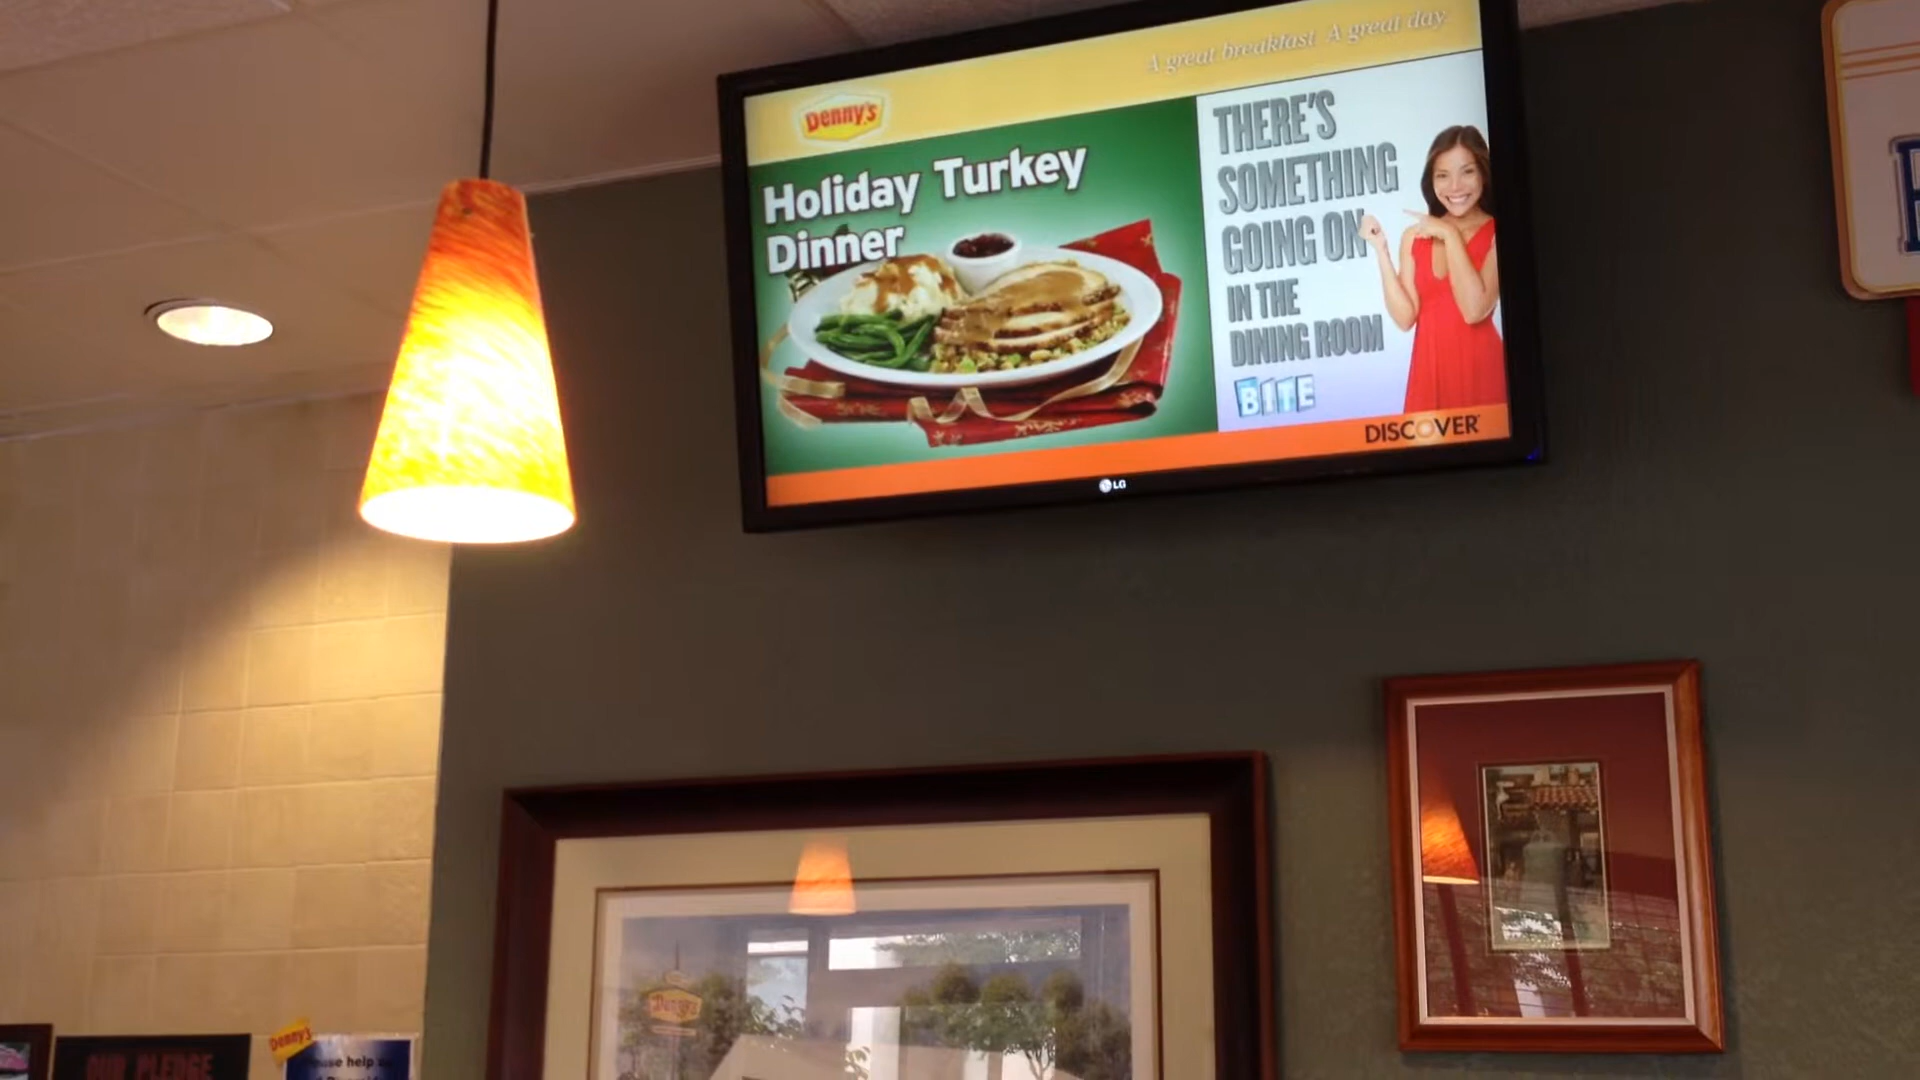 A great breakfast. A great day.
Denny's
Holiday Turkey
Dinner
THERE'S
SOMETHING
GOING ON
IN THE
DINING ROOM
BITE
DISCOVER
LG
Denny's
OUR PLEDGE
Denny's
help